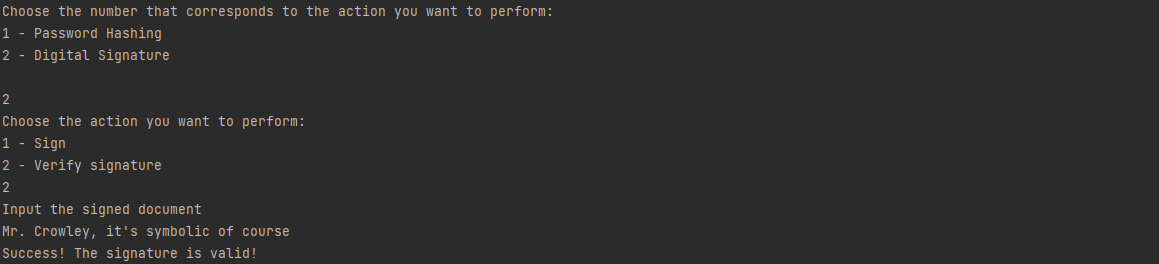 Choose the number that corresponds to the action you want to perform:
1 - Password Hashing
2 - Digital Signature
2
Choose the action you want to perform:
1 - Sign
2 - Verify signature
2
Input the signed document
Mr. Crowley, it's symbolic of course
Success! The signature is valid!